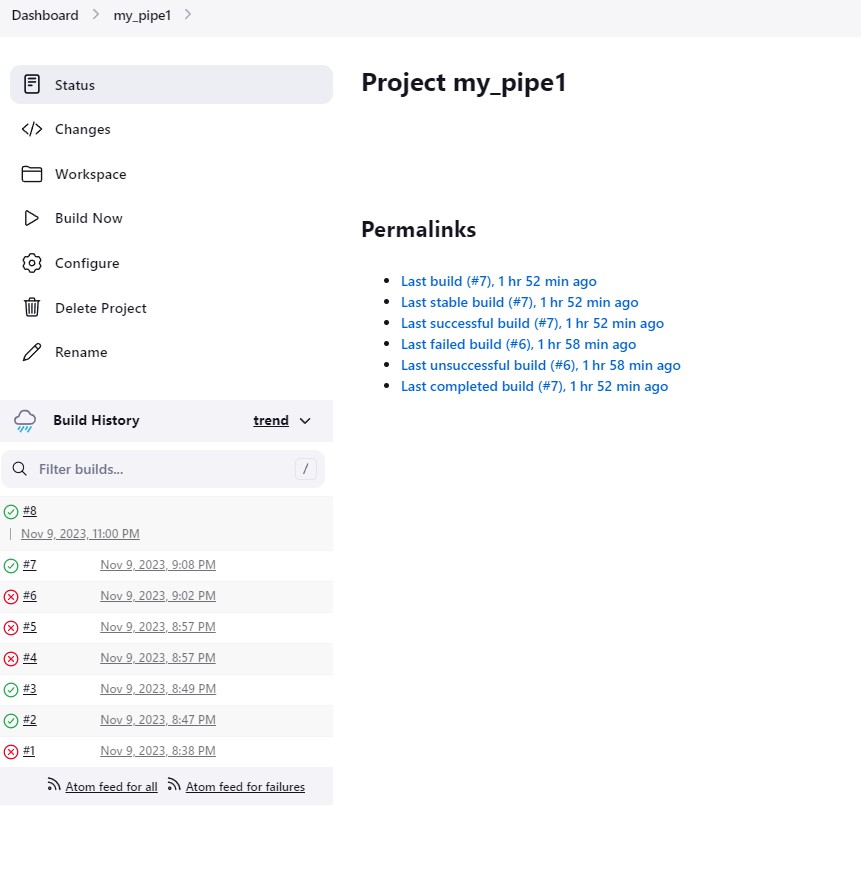 Dashboard
my_pipe1
Status
Changes
Workspace
Build Now
Configure
Delete Project
Rename
Build History
trend
Filter builds...
/
#8
Nov 9, 2023, 11:00 PM
#7 Nov 9, 2023, 9:08 PM
#6 Nov 9, 2023, 9:02 PM
#5 Nov 9, 2023, 8:57 PM
#4 Nov 9, 2023, 8:57 PM
#3 Nov 9, 2023, 8:49 PM
#2 Nov 9, 2023, 8:47 PM
#1 Nov 9, 2023, 8:38 PM
Atom feed for all Atom feed for failures
Project my_pipe1
Permalinks
Last build (#7), 1 hr 52 min ago
Last stable build (#7), 1 hr 52 min ago
Last successful build (#7), 1 hr 52 min ago
Last failed build (#6), 1 hr 58 min ago
Last unsuccessful build (#6), 1 hr 58 min ago
Last completed build (#7), 1 hr 52 min ago